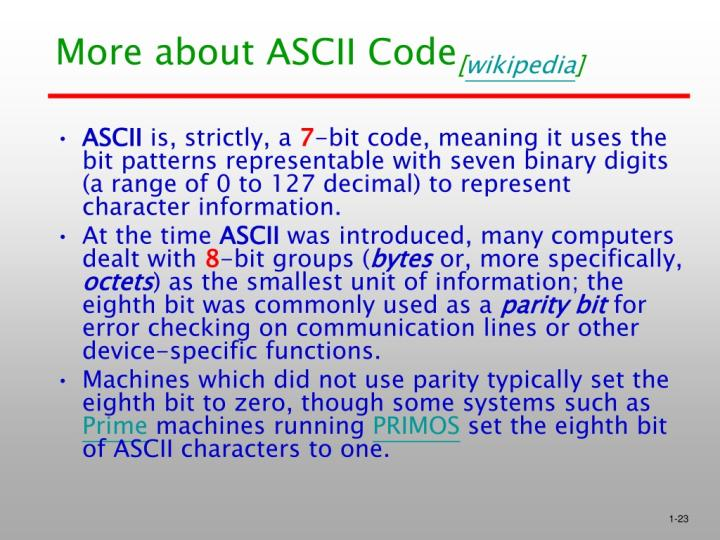 More about ASCII Code[wikipedia]
• ASCII is, strictly, a 7-bit code, meaning it uses the
bit patterns representable with seven binary digits
(a range of 0 to 127 decimal) to represent
character information.
• At the time ASCII was introduced, many computers
dealt with 8-bit groups (bytes or, more specifically,
octets) as the smallest unit of information; the
eighth bit was commonly used as a parity bit for
error checking on communication lines or other
device-specific functions.
• Machines which did not use parity typically set the
eighth bit to zero, though some systems such as
Prime machines running PRIMOS set the eighth bit
of ASCII characters to one.
1-23